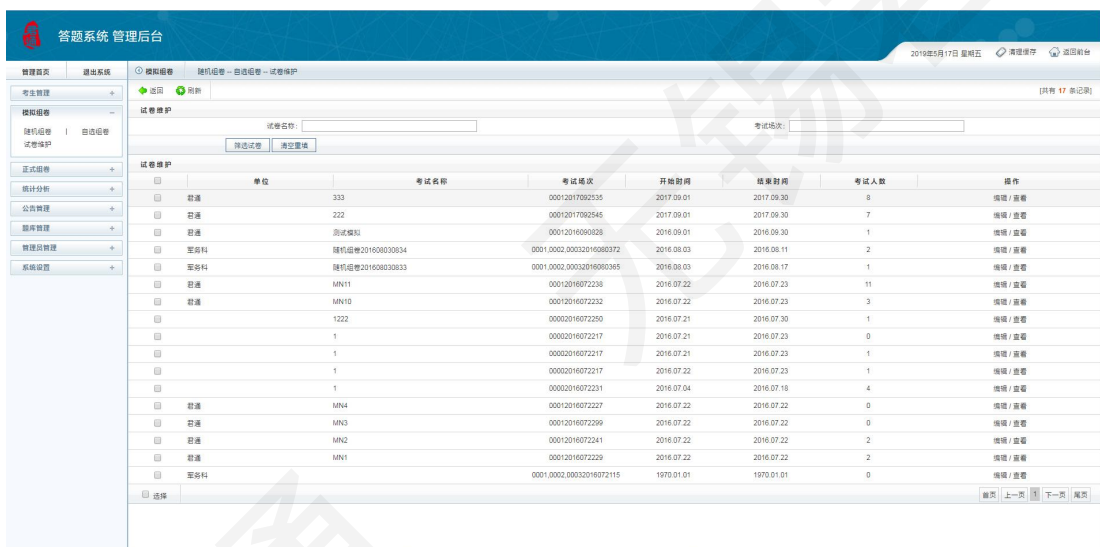 答题系统 管理后台
2019年5月17日 星期五 清理缓存 返回前台
管理首页 退出系统
模拟组卷 随机组卷 – 自选组卷 – 试卷维护
考生管理 +
返回 刷新 [共有 17 条记录]
模拟组卷 –
随机组卷 | 自选组卷
试卷维护
正式组卷 +
统计分析 +
公告管理 +
题库管理 +
管理员管理 +
系统设置 +
试卷维护
试卷名称: 考试场次:
筛选试卷 清空重填
试卷维护
单位 考试名称 考试场次 开始时间 结束时间 考试人数 操作
君通 333 00012017092535 2017.09.01 2017.09.30 8 编辑 / 查看
君通 222 00012017092545 2017.09.01 2017.09.30 7 编辑 / 查看
君通 测试模拟 00012016090828 2016.09.01 2016.09.30 1 编辑 / 查看
军务科 随机组卷201608030834 0001,0002,00032016080372 2016.08.03 2016.08.11 2 编辑 / 查看
军务科 随机组卷201608030833 0001,0002,00032016080365 2016.08.03 2016.08.17 1 编辑 / 查看
君通 MN11 00012016072238 2016.07.22 2016.07.23 11 编辑 / 查看
君通 MN10 00012016072232 2016.07.22 2016.07.23 3 编辑 / 查看
1222 00002016072250 2016.07.21 2016.07.30 1 编辑 / 查看
1 00002016072217 2016.07.21 2016.07.23 0 编辑 / 查看
1 00002016072217 2016.07.21 2016.07.23 1 编辑 / 查看
1 00002016072217 2016.07.22 2016.07.23 1 编辑 / 查看
1 00002016072231 2016.07.04 2016.07.18 4 编辑 / 查看
君通 MN4 00012016072227 2016.07.22 2016.07.22 0 编辑 / 查看
君通 MN3 00012016072299 2016.07.22 2016.07.22 0 编辑 / 查看
君通 MN2 00012016072241 2016.07.22 2016.07.22 2 编辑 / 查看
君通 MN1 00012016072229 2016.07.22 2016.07.22 2 编辑 / 查看
军务科 0001,0002,00032016072115 1970.01.01 1970.01.01 0 编辑 / 查看
选择 首页 上一页 1 下一页 尾页